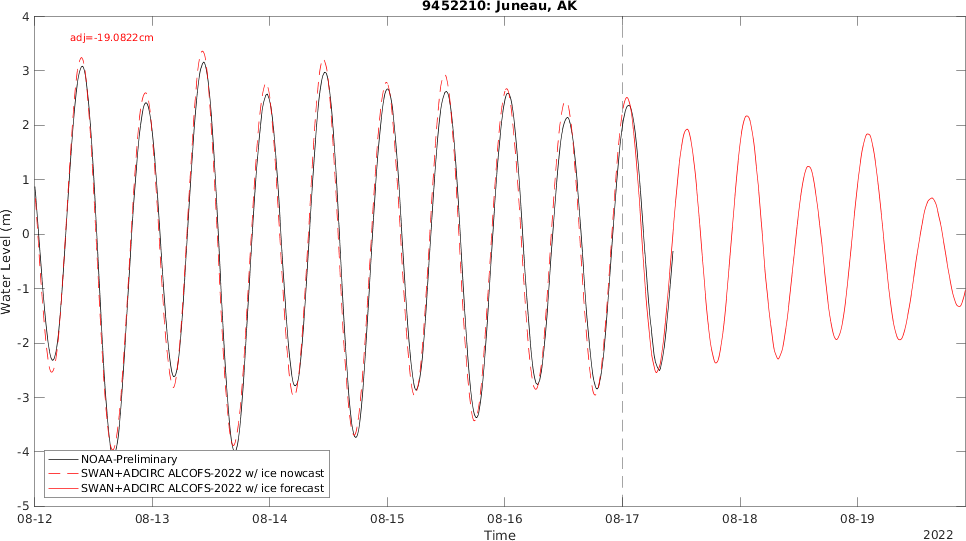 9452210: Juneau, AK
adj=-19.0822cm
4
3
2
1
0
-1
-2
-3
-4
-5
Water Level (m)
NOAA-Preliminary
SWAN+ADCIRC ALCOFS-2022 w/ ice nowcast
SWAN+ADCIRC ALCOFS-2022 w/ ice forecast
08-12 08-13 08-14 08-15 08-16 08-17 08-18 08-19
Time
2022